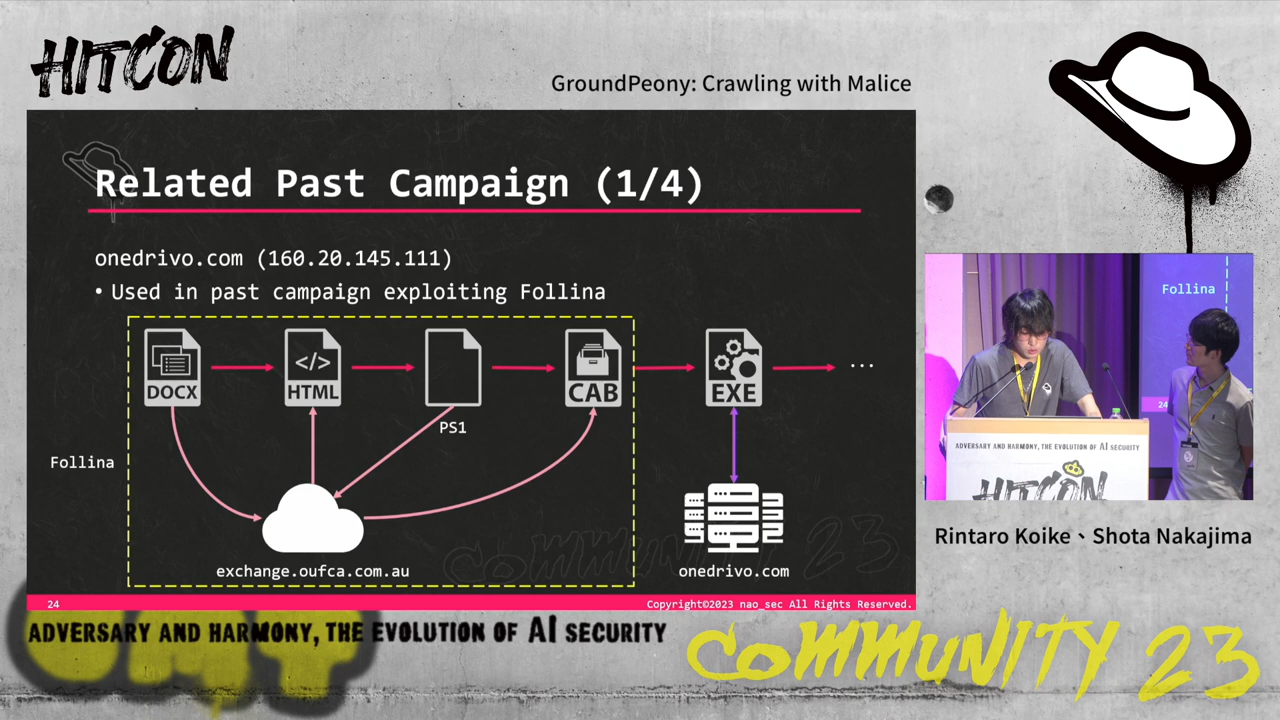 HITCON
GroundPeony: Crawling with Malice
Related Past Campaign (1/4)
onedrivo.com (160.20.145.111)
• Used in past campaign exploiting Follina
DOCX
HTML
PS1
CAB
EXE
...
Follina
exchange.oufca.com.au
onedrivo.com
Community 23
24
Copyright©2023 nao_sec All Rights Reserved.
Follina
24
ADVERSARY AND HARMONY, THE EVOLUTION OF AI SECURITY
HITCON
Rintaro Koike、Shota Nakajima
ADVERSARY AND HARMONY, THE EVOLUTION OF AI SECURITY
COMMUNITY 23